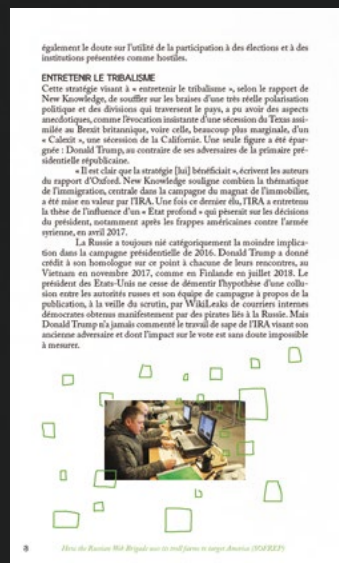 également le doute sur l'utilité de la participation à des élections et à des
institutions présentées comme hostiles.
ENTRETENIR LE TRIBALISME
Cette stratégie visant à « entretenir le tribalisme », selon le rapport de
New Knowledge, de souffler sur les braises d'une très réelle polarisation
politique et des divisions qui traversent le pays, a pu avoir des aspects
anecdotiques, comme l'évocation insistante d'une sécession du Texas assi-
milée au Brexit britannique, voire celle, beaucoup plus marginale, d'un
« Calexit », une sécession de la Californie. Une seule figure a été épar-
gnée : Donald Trump, au contraire de ses adversaires de la primaire pré-
sidentielle républicaine.
« Il est clair que la stratégie [lui] bénéficiait », écrivent les auteurs
du rapport d'Oxford. New Knowledge souligne combien la thématique
de l'immigration, centrale dans la campagne du magnat de l'immobilier,
a été mise en valeur par l'IRA. Une fois ce dernier élu, l'IRA a entretenu
la thèse de l'influence d'un « Etat profond » qui pèserait sur les décisions
du président, notamment après les frappes américaines contre l'armée
syrienne, en avril 2017.
La Russie a toujours nié catégoriquement la moindre implica-
tion dans la campagne présidentielle de 2016. Donald Trump a donné
crédit à son homologue sur ce point à chacune de leurs rencontres, au
Vietnam en novembre 2017, comme en Finlande en juillet 2018. Le
président des Etats-Unis ne cesse de démentir l'hypothèse d'une collu-
sion entre les autorités russes et son équipe de campagne à propos de la
publication, à la veille du scrutin, par WikiLeaks de courriers internes
démocrates obtenus manifestement par des pirates liés à la Russie. Mais
Donald Trump n'a jamais commenté le travail de sape de l'IRA visant son
ancienne adversaire et dont l'impact sur le vote est sans doute impossible
à mesurer.
8 How the Russian Web Brigade uses its troll farms to target America (SOFREP)